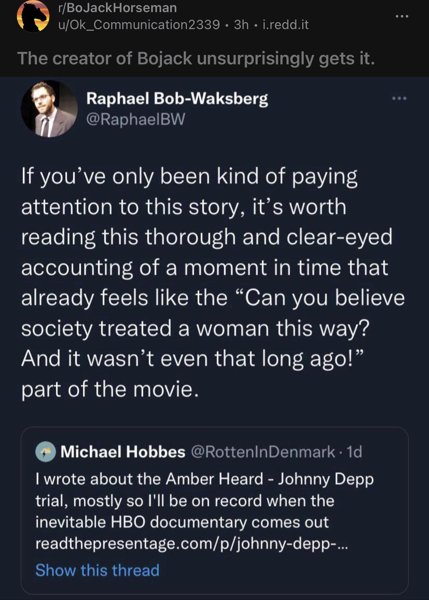 r/BoJackHorseman
u/Ok_Communication2339 · 3h · i.redd.it
The creator of Bojack unsurprisingly gets it.
Raphael Bob-Waksberg
@RaphaelBW
If you’ve only been kind of paying
attention to this story, it’s worth
reading this thorough and clear-eyed
accounting of a moment in time that
already feels like the “Can you believe
society treated a woman this way?
And it wasn’t even that long ago!”
part of the movie.
Michael Hobbes @RottenInDenmark · 1d
I wrote about the Amber Heard - Johnny Depp
trial, mostly so I'll be on record when the
inevitable HBO documentary comes out
readthepresentage.com/p/johnny-depp-...
Show this thread